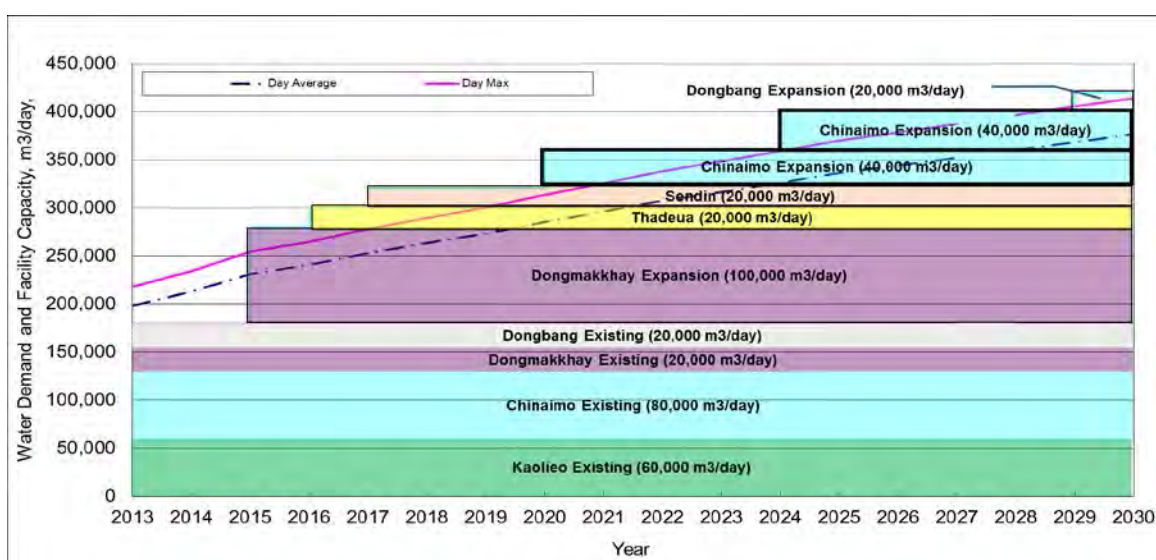 Water Demand and Facility Capacity, m3/day,
450,000
400,000
350,000
300,000
250,000
200,000
150,000
100,000
50,000
0
Day Average
Day Max
Dongbang Expansion (20,000 m3/day)
Chinaimo Expansion (40,000 m3/day)
Chinaimo Expansion (40,000 m3/day)
Sendin (20,000 m3/day)
Thadeua (20,000 m3/day)
Dongmakkhay Expansion (100,000 m3/day)
Dongbang Existing (20,000 m3/day)
Dongmakkhay Existing (20,000 m3/day)
Chinaimo Existing (80,000 m3/day)
Kaolieo Existing (60,000 m3/day)
2013 2014 2015 2016 2017 2018 2019 2020 2021 2022 2023 2024 2025 2026 2027 2028 2029 2030
Year